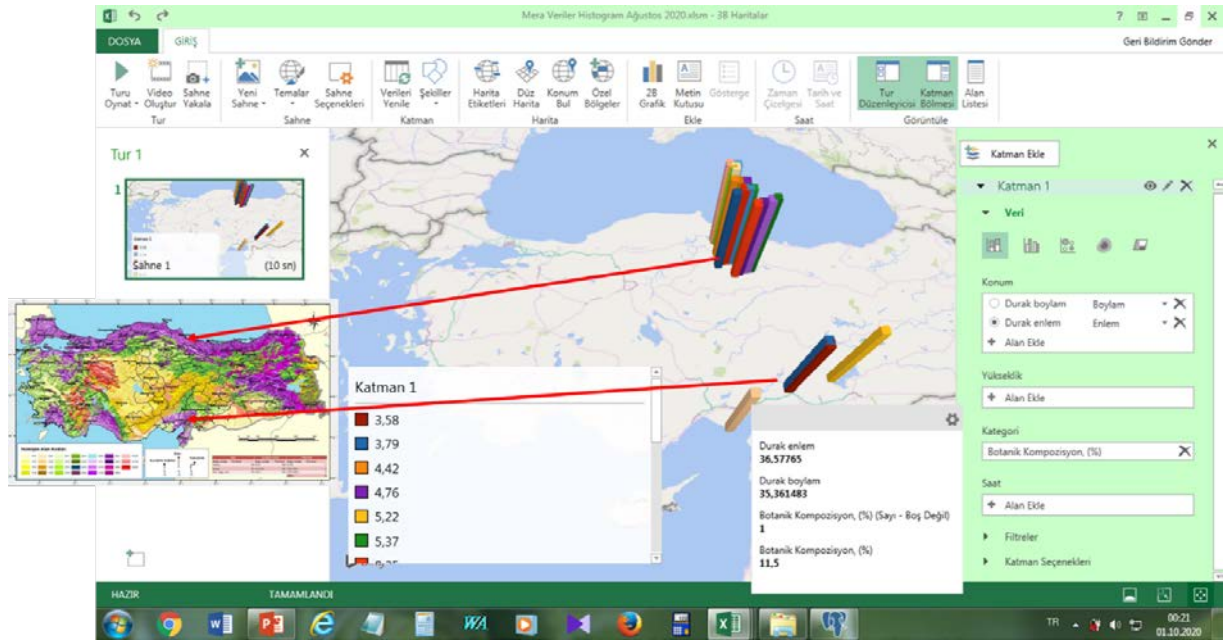 Mera Veriler Histogram Ağustos 2020.xlsm - 3B Haritalar
DOSYA
GİRİŞ
Geri Bildirim Gönder
Turu Oynat
Video Oluştur
Sahne Yakala
Yeni Sahne
Temalar
Sahne Seçenekleri
Verileri Yenile
Şekiller
Harita Etiketleri
Düz Harita
Konum Bul
Özel Bölgeler
2B Grafik
Metin Kutusu
Gösterge
Zaman Çizelgesi
Tarih ve Saat
Tur Düzenleyicisi
Katman Bölmesi
Alan Listesi
Tur
Sahne
Katman
Harita
Ekle
Saat
Görüntüle
Tur 1
1
Sahne 1
(10 sn)
Katman 1
3,58
3,79
4,42
4,76
5,22
5,37
Durak enlem
36,57765
Durak boylam
35,361483
Botanik Kompozisyon, (%) (Sayı - Boş Değil)
1
Botanik Kompozisyon, (%)
11,5
Katman Ekle
Katman 1
Veri
Konum
Durak boylam Boylam
Durak enlem Enlem
Alan Ekle
Yükseklik
Alan Ekle
Kategori
Botanik Kompozisyon, (%)
Saat
Alan Ekle
Filtreler
Katman Seçenekleri
HAZIR
TAMAMLANDI
TR
00:21
01.10.2020